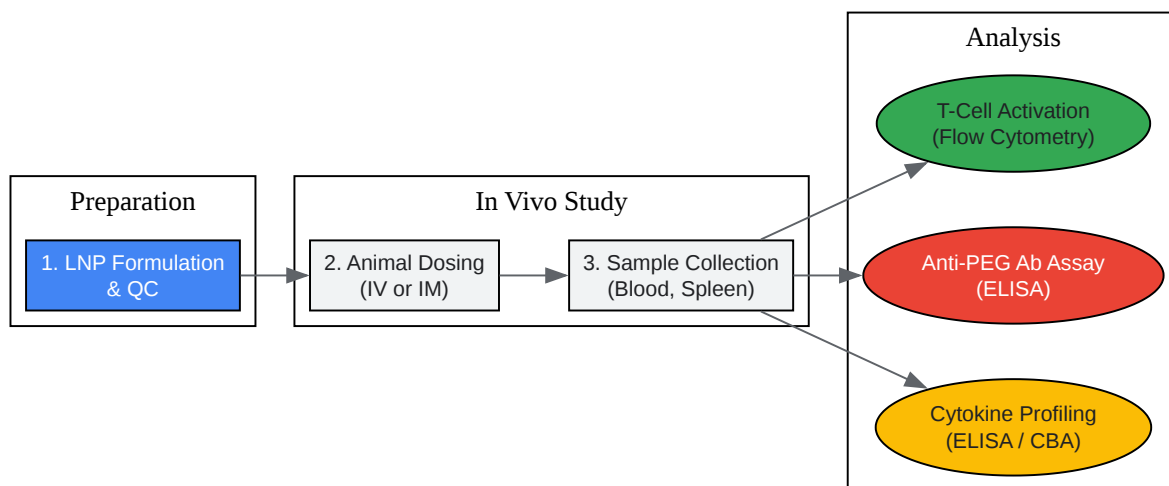 Preparation
1. LNP Formulation
& QC
In Vivo Study
2. Animal Dosing
(IV or IM)
3. Sample Collection
(Blood, Spleen)
Analysis
T-Cell Activation
(Flow Cytometry)
Anti-PEG Ab Assay
(ELISA)
Cytokine Profiling
(ELISA / CBA)